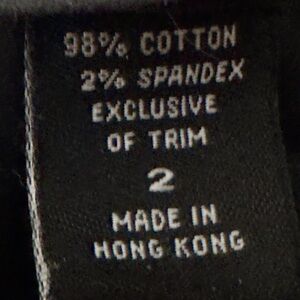 98% COTTON
2% SPANDEX
EXCLUSIVE
OF TRIM
2
MADE IN
HONG KONG